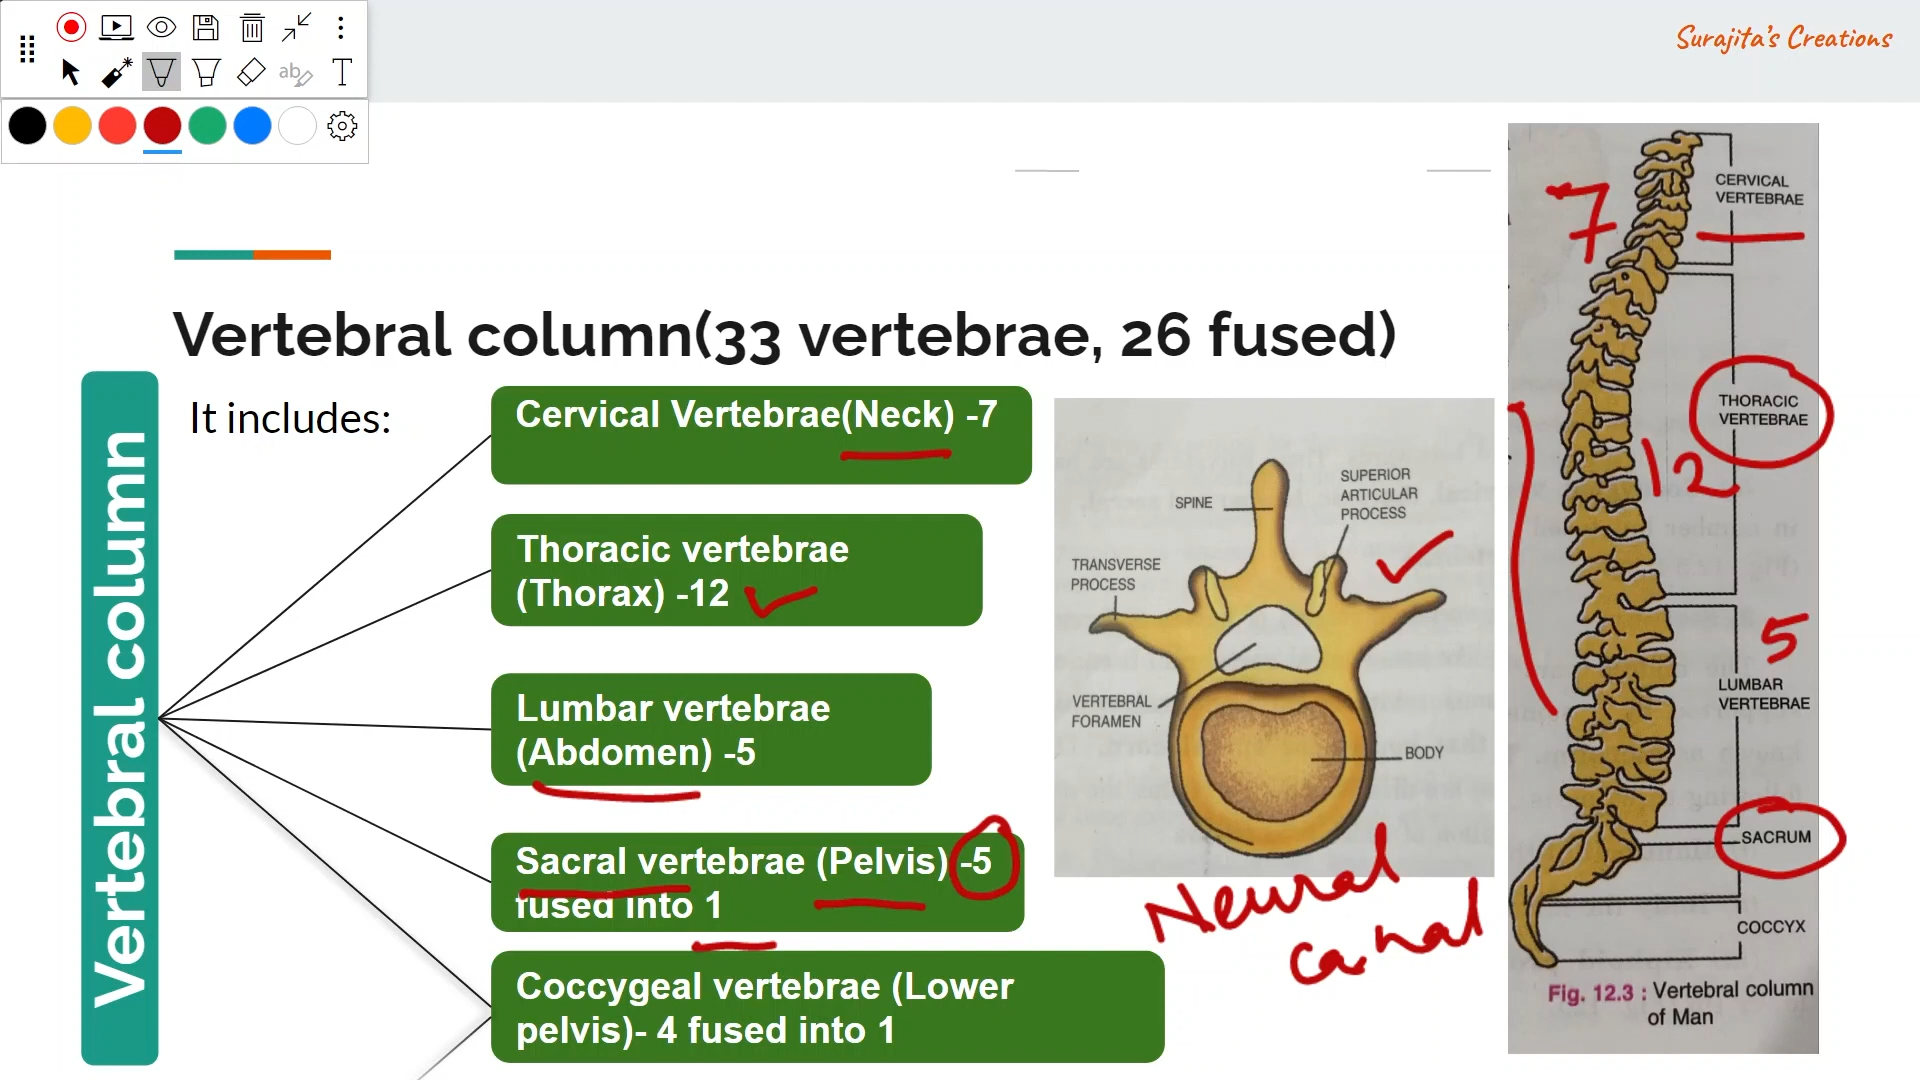 Surajita's Creations
Vertebral column(33 vertebrae, 26 fused)
Vertebral column
It includes:
Cervical Vertebrae(Neck) -7
Thoracic vertebrae
(Thorax) -12
Lumbar vertebrae
(Abdomen) -5
Sacral vertebrae (Pelvis) -5
fused into 1
Coccygeal vertebrae (Lower
pelvis)- 4 fused into 1
SPINE
SUPERIOR
ARTICULAR
PROCESS
TRANSVERSE
PROCESS
VERTEBRAL
FORAMEN
BODY
Neural
canal
7
CERVICAL
VERTEBRAE
THORACIC
VERTEBRAE
12
5
LUMBAR
VERTEBRAE
SACRUM
COCCYX
Fig. 12.3 : Vertebral column
of Man
ab
T